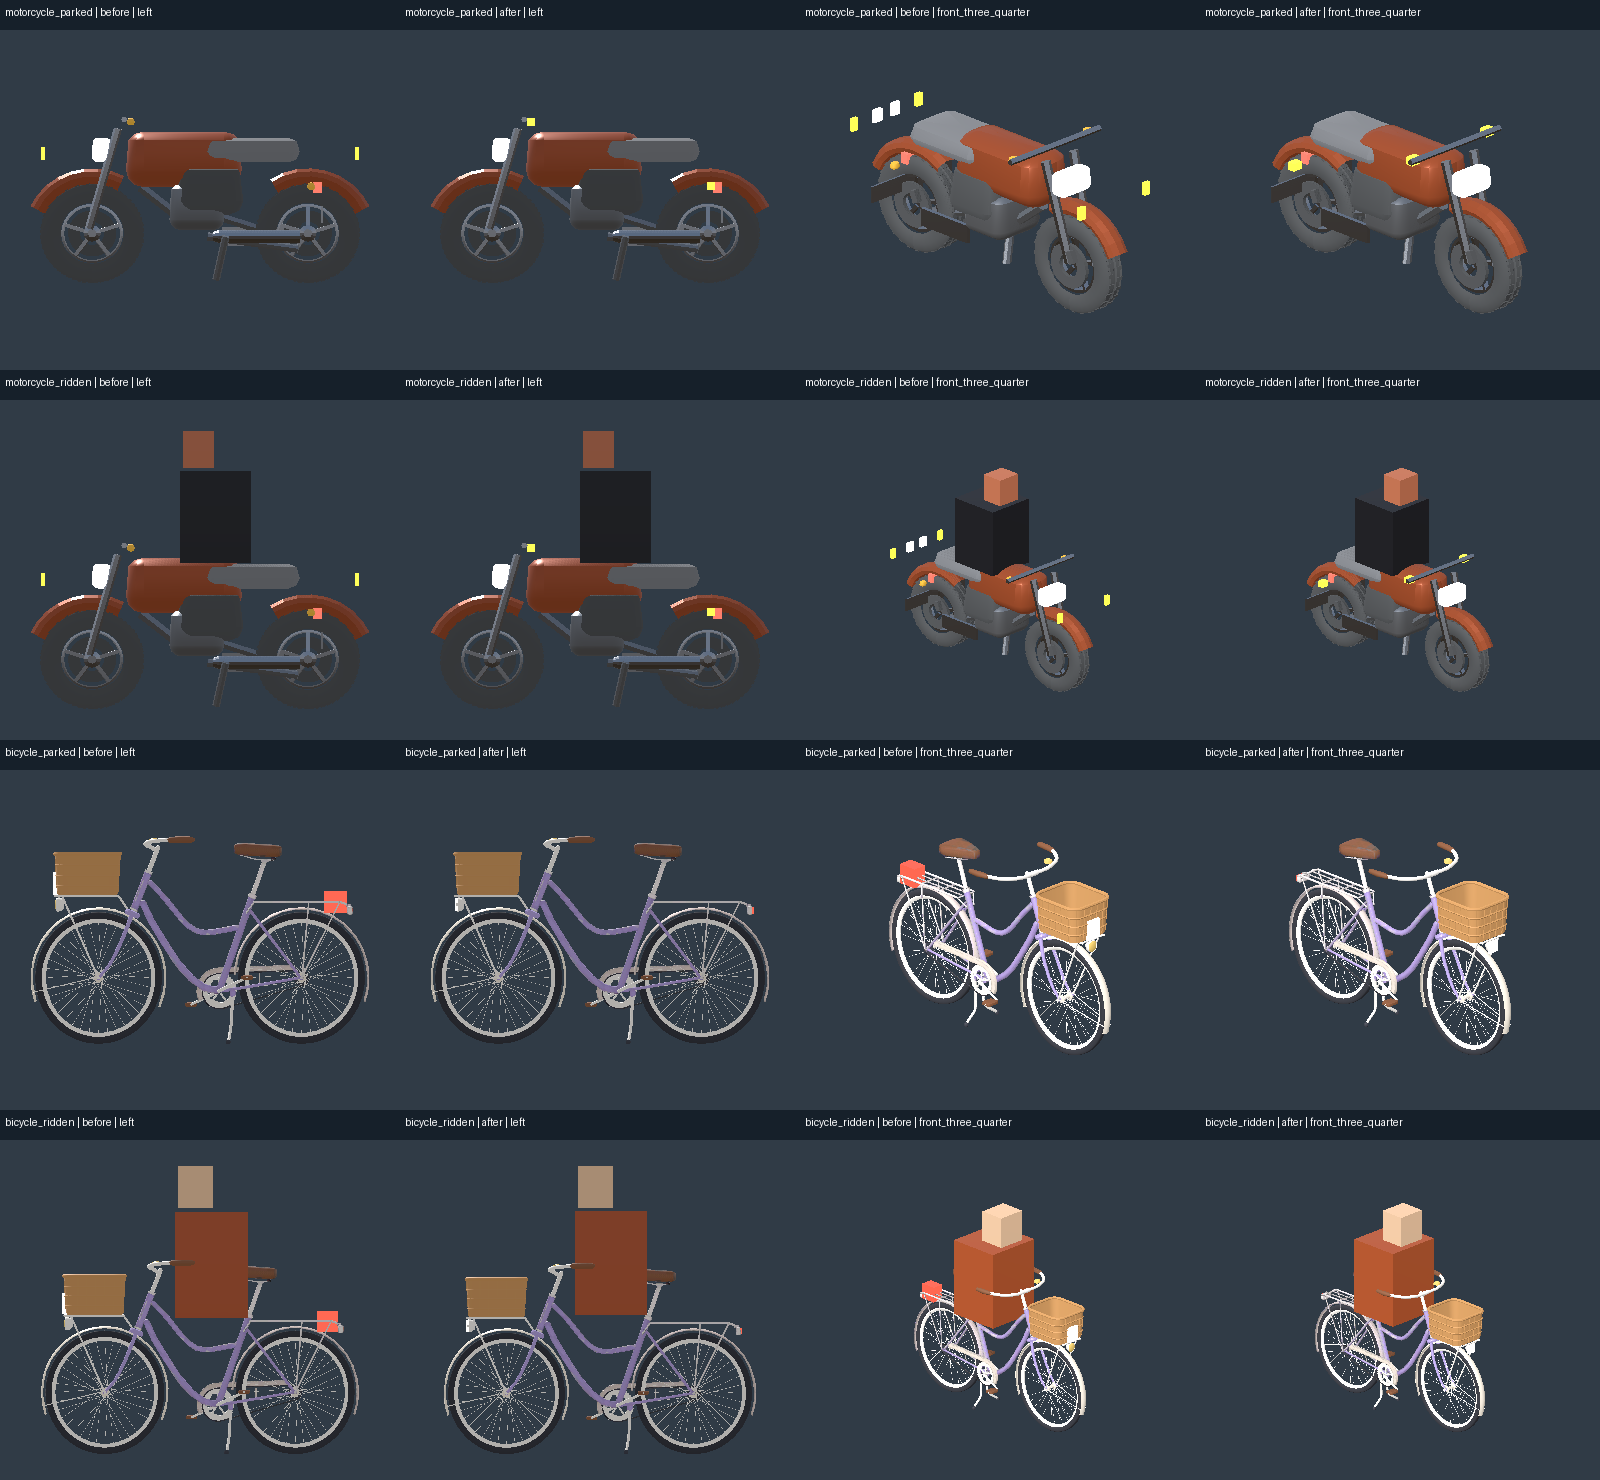 motorcycle_parked | before | left
motorcycle_parked | after | left
motorcycle_parked | before | front_three_quarter
motorcycle_parked | after | front_three_quarter
motorcycle_ridden | before | left
motorcycle_ridden | after | left
motorcycle_ridden | before | front_three_quarter
motorcycle_ridden | after | front_three_quarter
bicycle_parked | before | left
bicycle_parked | after | left
bicycle_parked | before | front_three_quarter
bicycle_parked | after | front_three_quarter
bicycle_ridden | before | left
bicycle_ridden | after | left
bicycle_ridden | before | front_three_quarter
bicycle_ridden | after | front_three_quarter